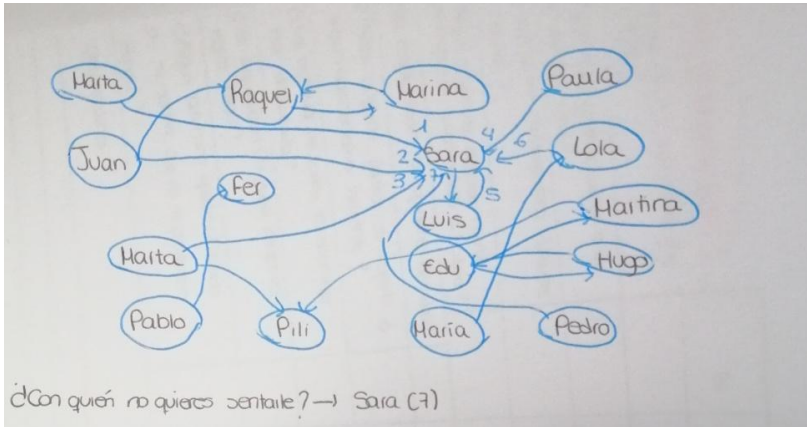 Marta
Raquel
Marina
Paula
Juan
1
4
6
Sara
Lola
2
3
7
5
Fer
Luis
Martina
Marta
Edu
Hugo
Pablo
Pili
María
Pedro
¿Con quién no quieres sentarte? → Sara (7)